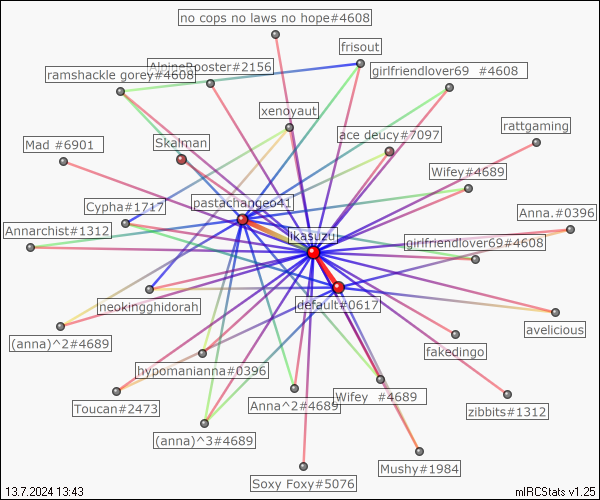 no cops no laws no hope#4608
frisout
AlpineRooster#2156
ramshackle gorey#4608
girlfriendlover69 #4608
xenoyaut
ace deucy#7097
rattgaming
Mad #6901
Skalman
Wifey#4689
pastachangeo41
Cypha#1717
Anna.#0396
Annarchist#1312
Ikasuzu
girlfriendlover69#4608
neokingghidorah
default#0617
avelicious
(anna)^2#4689
fakedingo
hypomanianna#0396
Wifey #4689
Anna^2#4689
Toucan#2473
zibbits#1312
(anna)^3#4689
Mushy#1984
Soxy Foxy#5076
13.7.2024 13:43
mIRCStats v1.25